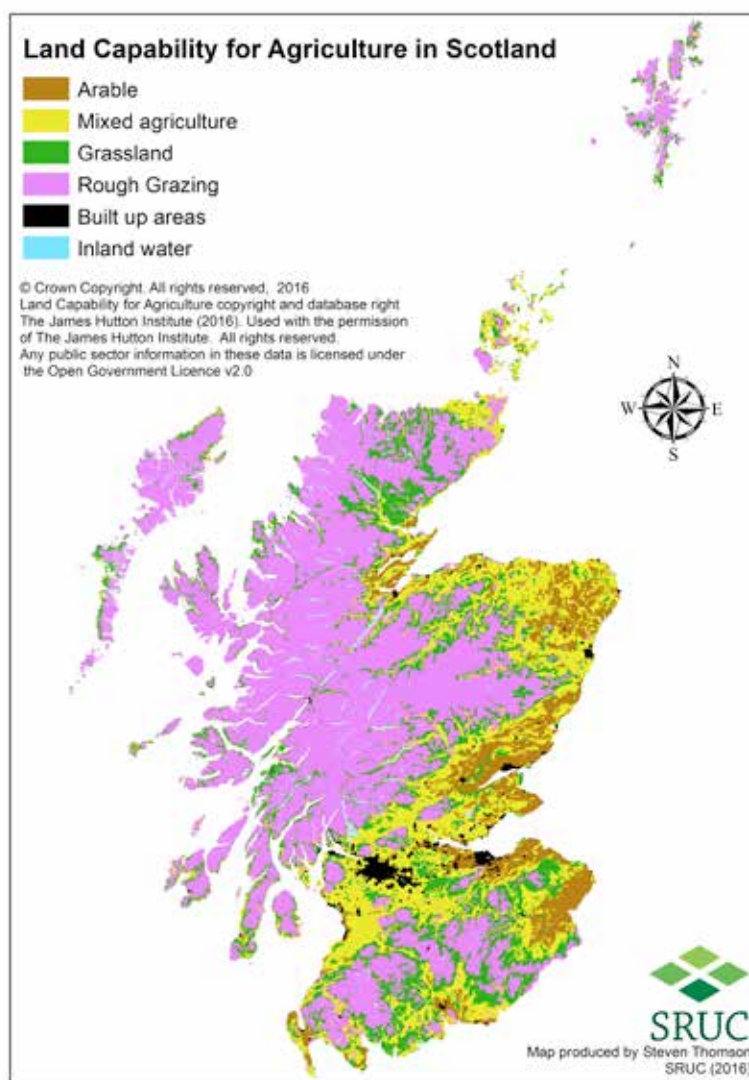 Land Capability for Agriculture in Scotland
Arable
Mixed agriculture
Grassland
Rough Grazing
Built up areas
Inland water
© Crown Copyright. All rights reserved, 2016
Land Capability for Agriculture copyright and database right
The James Hutton Institute (2016). Used with the permission
of The James Hutton Institute. All rights reserved.
Any public sector information in these data is licensed under
the Open Government Licence v2.0
N
W E
S
SRUC
Map produced by Steven Thomson
SRUC (2016)